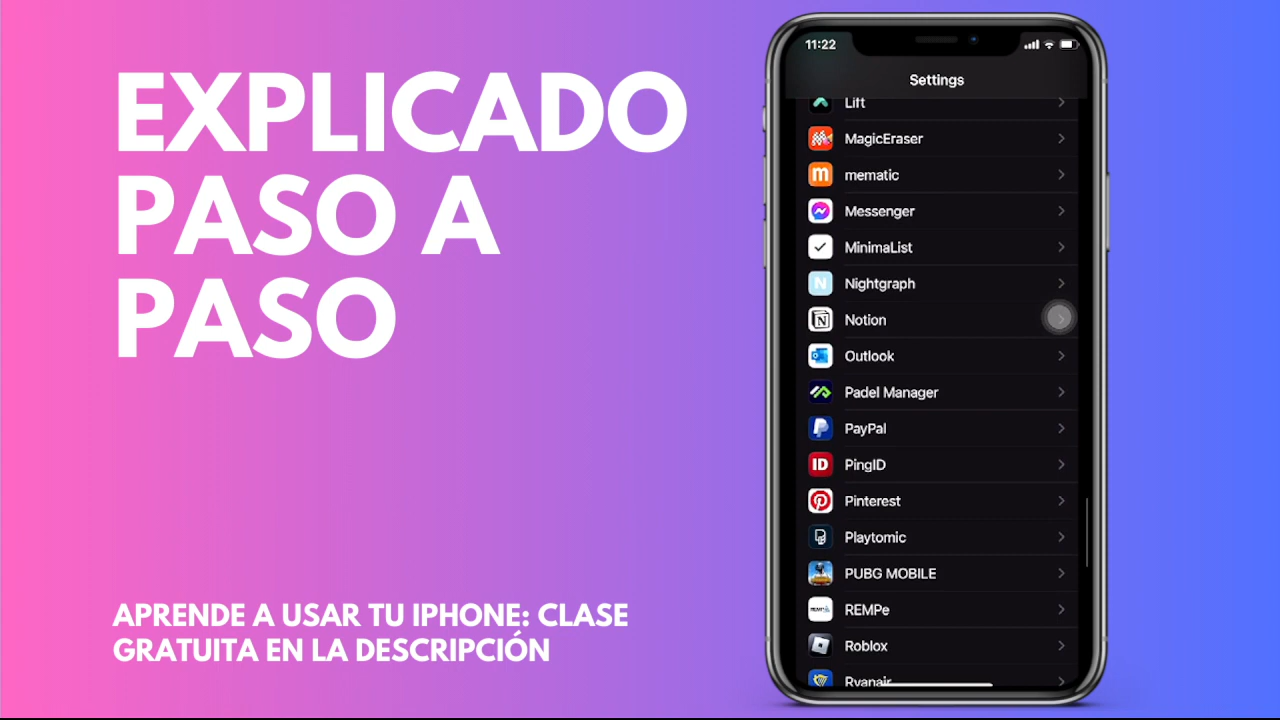 EXPLICADO
PASO A
PASO
APRENDE A USAR TU IPHONE: CLASE
GRATUITA EN LA DESCRIPCIÓN
11:22
Settings
Lift
MagicEraser
m mematic
Messenger
MinimaList
N Nightgraph
N Notion
Outlook
Padel Manager
PayPal
ID PingID
Pinterest
Playtomic
PUBG MOBILE
REMPe
Roblox
Ryanair